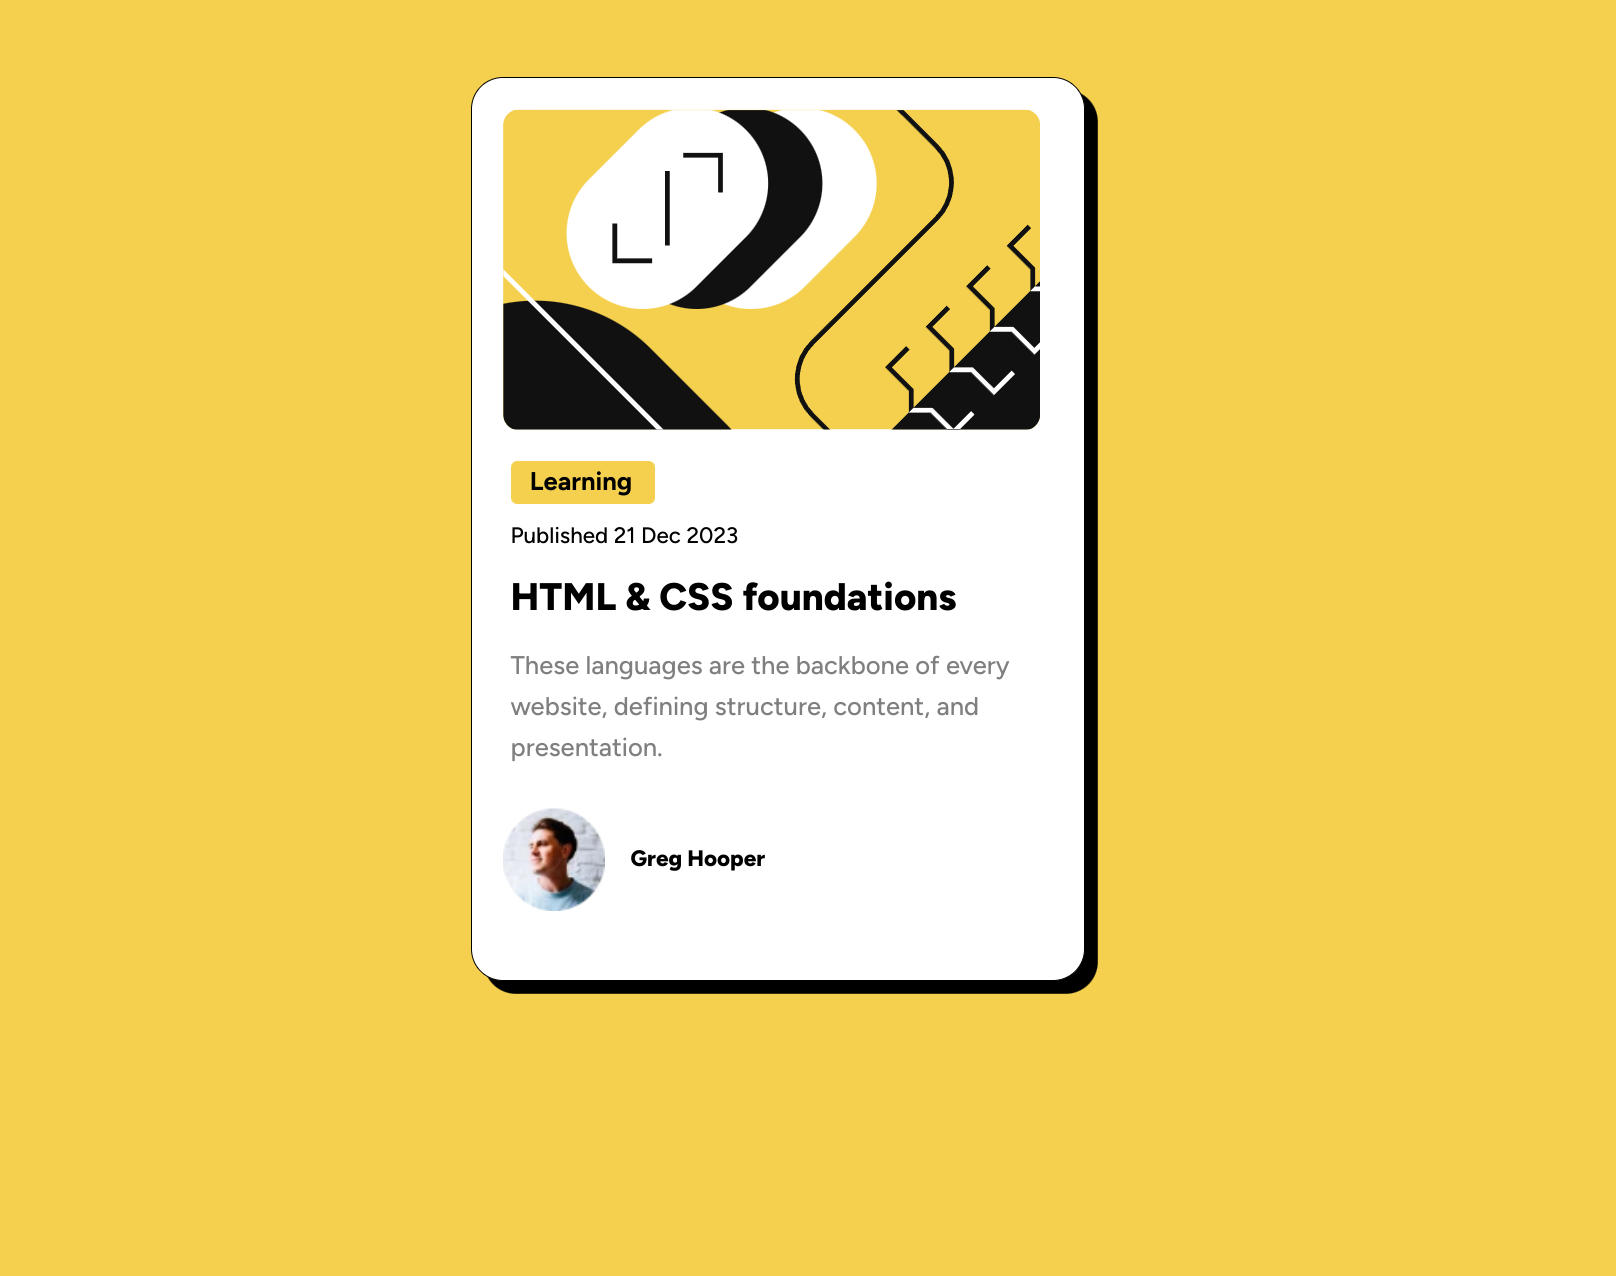 Learning
Published 21 Dec 2023
HTML & CSS foundations
These languages are the backbone of every
website, defining structure, content, and
presentation.
Greg Hooper